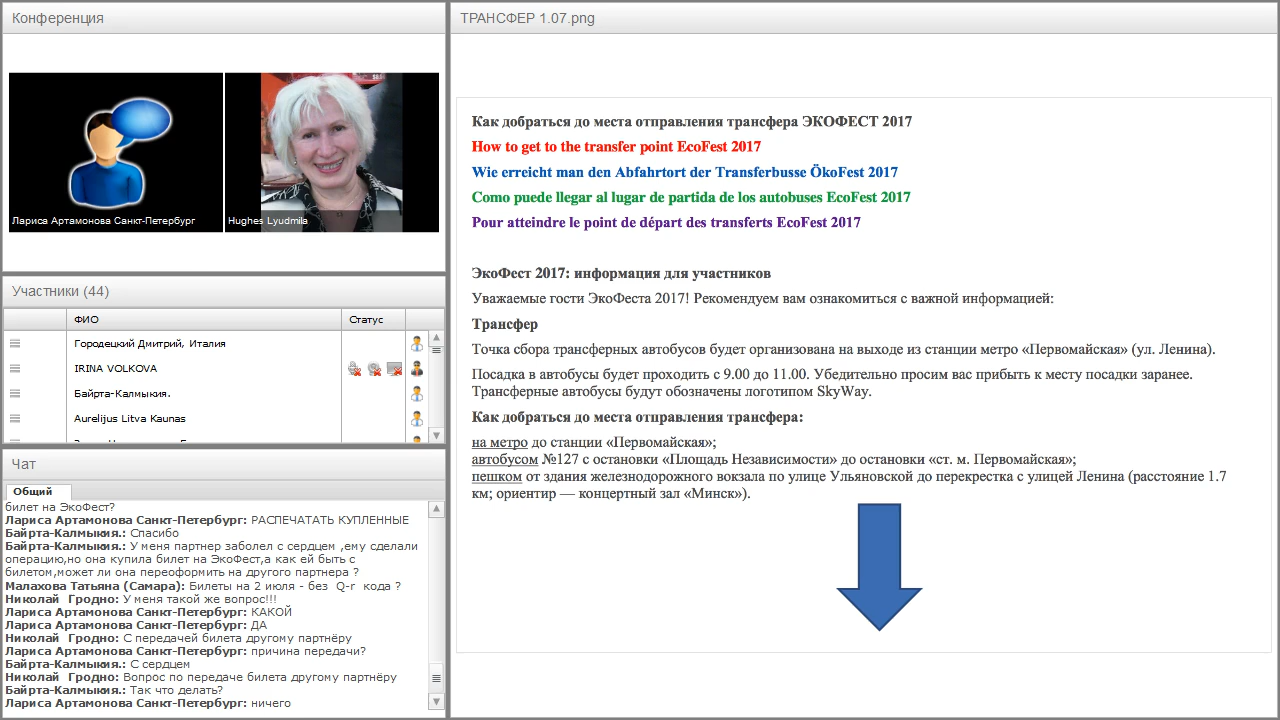 Конференция
Лариса Артамонова Санкт-Петербург
Hughes Lyudmila
Участники (44)
ФИО
Статус
Городецкий Дмитрий, Италия
IRINA VOLKOVA
Байрта-Калмыкия.
Aurelijus Litva Kaunas
Чат
Общий
билет на ЭкоФест?
Лариса Артамонова Санкт-Петербург: РАСПЕЧАТАТЬ КУПЛЕННЫЕ
Байрта-Калмыкия.: Спасибо
Байрта-Калмыкия.: У меня партнер заболел с сердцем ,ему сделали
операцию,но она купила билет на ЭкоФест,а как ей быть с
билетом,может ли она переоформить на другого партнера ?
Малахова Татьяна (Самара): Билеты на 2 июля - без Q-r кода ?
Николай Гродно: У меня такой же вопрос!!!
Лариса Артамонова Санкт-Петербург: КАКОЙ
Лариса Артамонова Санкт-Петербург: ДА
Николай Гродно: С передачей билета другому партнёру
Лариса Артамонова Санкт-Петербург: причина передачи?
Байрта-Калмыкия.: С сердцем
Николай Гродно: Вопрос по передаче билета другому партнёру
Байрта-Калмыкия.: Так что делать?
Лариса Артамонова Санкт-Петербург: ничего
ТРАНСФЕР 1.07.png
Как добраться до места отправления трансфера ЭКОФЕСТ 2017
How to get to the transfer point EcoFest 2017
Wie erreicht man den Abfahrtort der Transferbusse ÖkoFest 2017
Como puede llegar al lugar de partida de los autobuses EcoFest 2017
Pour atteindre le point de départ des transferts EcoFest 2017
ЭкоФест 2017: информация для участников
Уважаемые гости ЭкоФеста 2017! Рекомендуем вам ознакомиться с важной информацией:
Трансфер
Точка сбора трансферных автобусов будет организована на выходе из станции метро «Первомайская» (ул. Ленина).
Посадка в автобусы будет проходить с 9.00 до 11.00. Убедительно просим вас прибыть к месту посадки заранее.
Трансферные автобусы будут обозначены логотипом SkyWay.
Как добраться до места отправления трансфера:
на метро до станции «Первомайская»;
автобусом №127 с остановки «Площадь Независимости» до остановки «ст. м. Первомайская»;
пешком от здания железнодорожного вокзала по улице Ульяновской до перекрестка с улицей Ленина (расстояние 1.7
км; ориентир — концертный зал «Минск»).